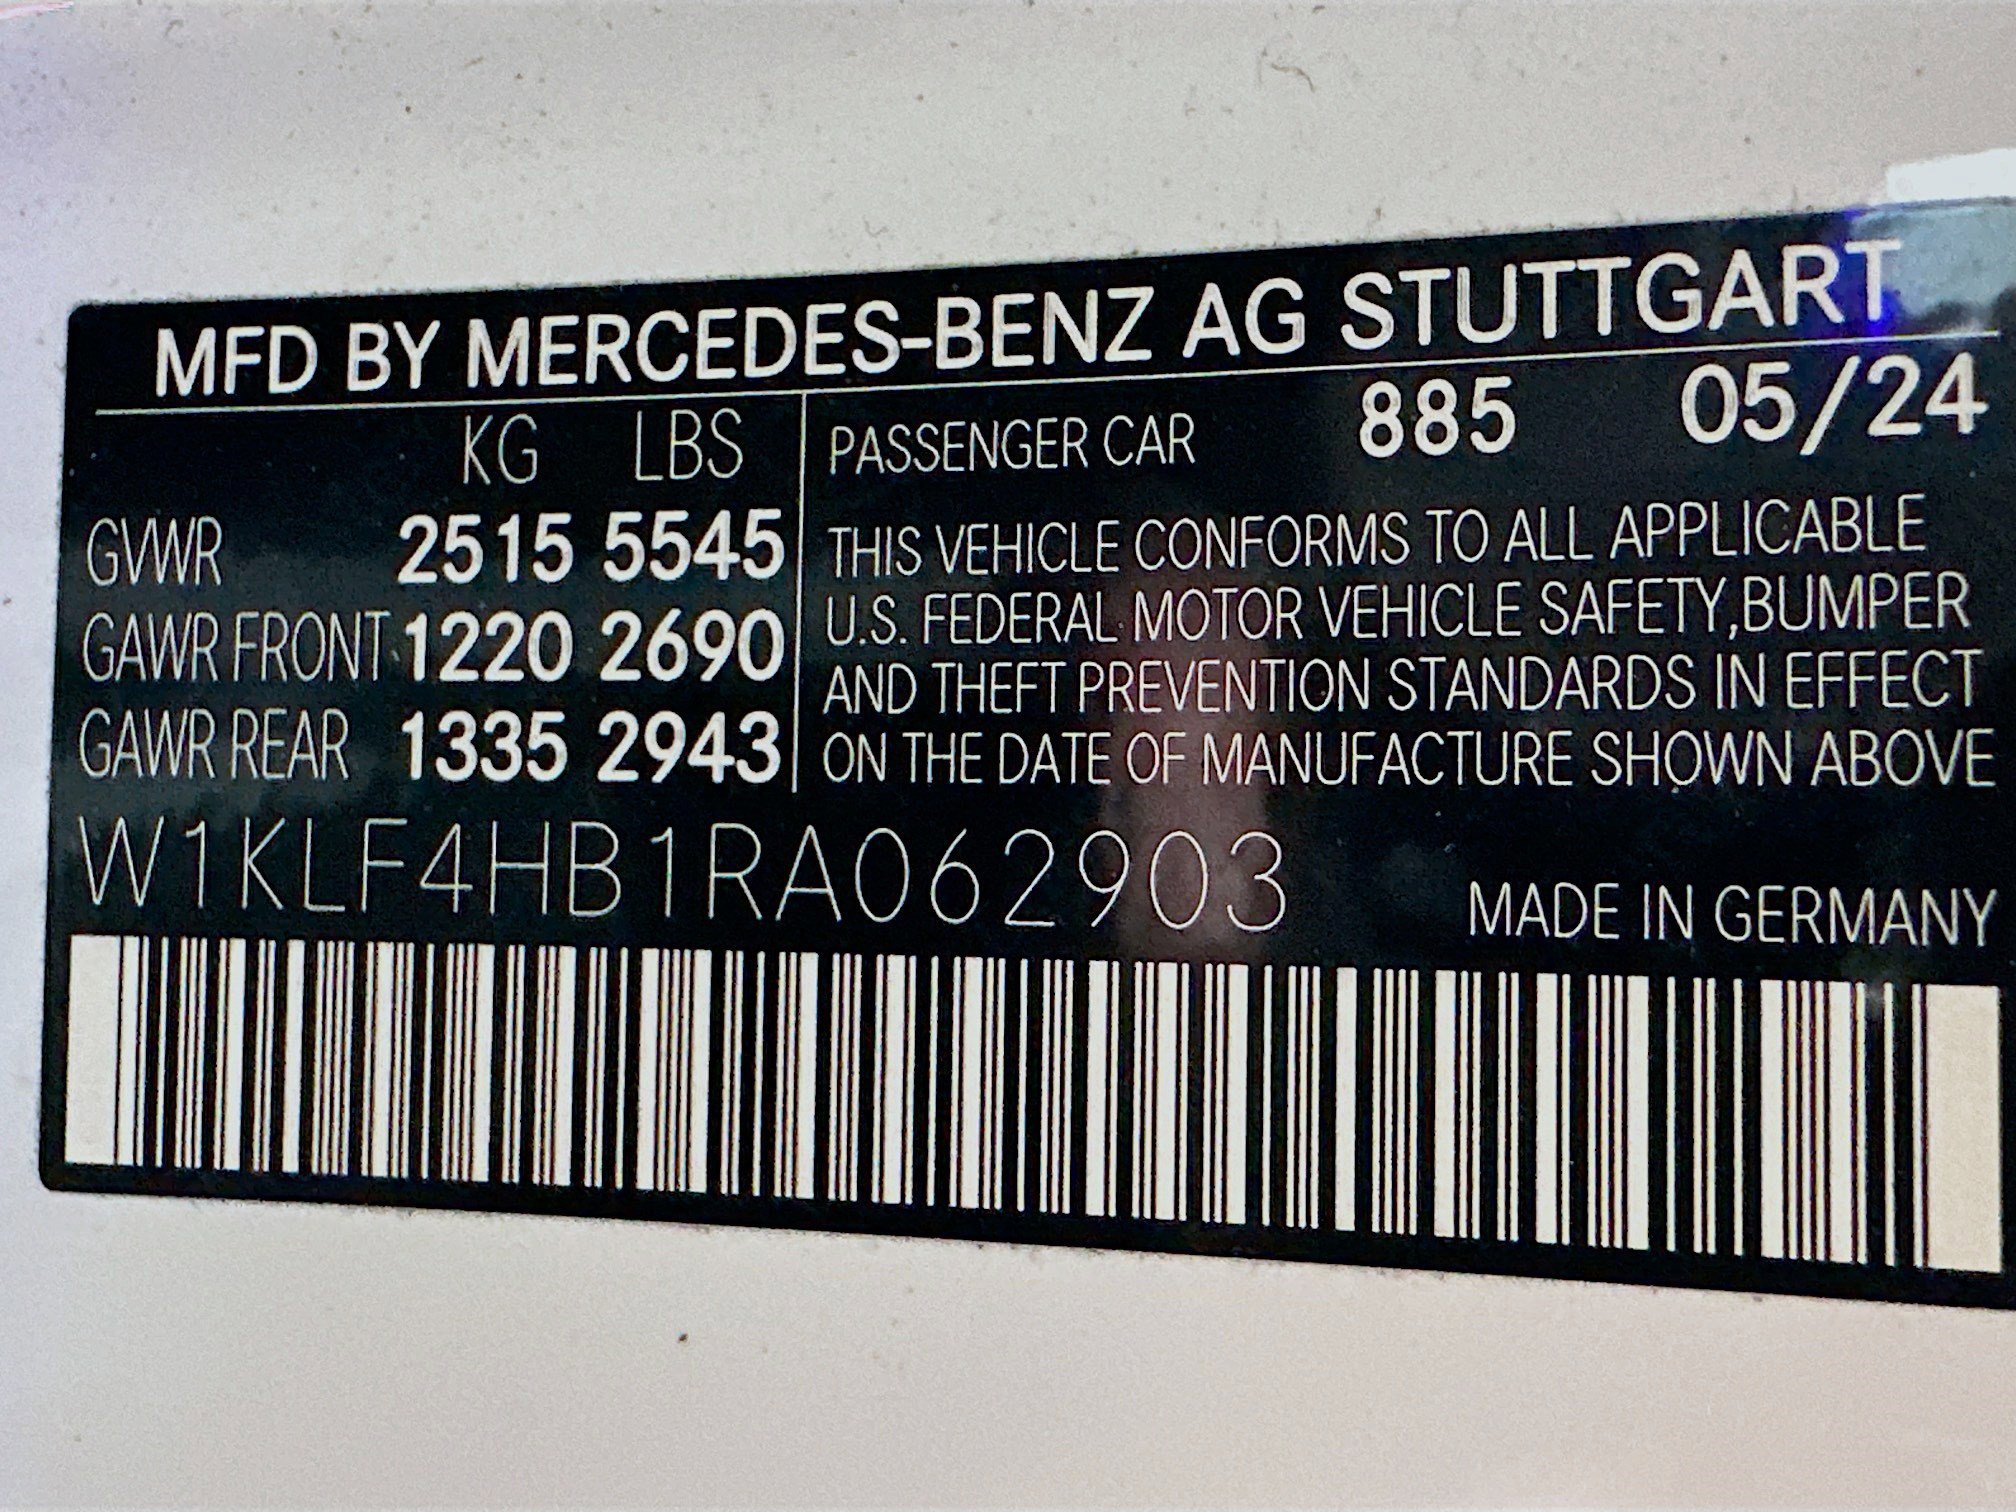 MFD BY MERCEDES-BENZ AG STUTTGART
KG LBS
GVWR 2515 5545
GAWR FRONT 1220 2690
GAWR REAR 1335 2943
PASSENGER CAR 885 05/24
THIS VEHICLE CONFORMS TO ALL APPLICABLE
U.S. FEDERAL MOTOR VEHICLE SAFETY,BUMPER
AND THEFT PREVENTION STANDARDS IN EFFECT
ON THE DATE OF MANUFACTURE SHOWN ABOVE
W1KLF4HB1RA062903
MADE IN GERMANY